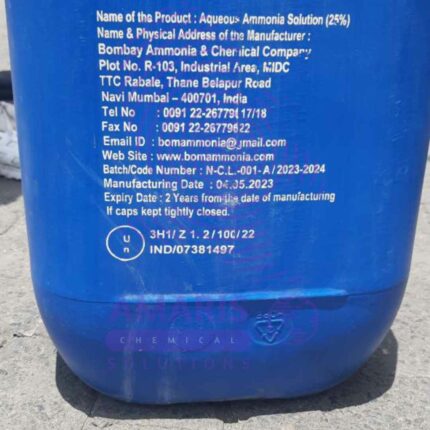 Name of the Product : Aqueous Ammonia Solution (25%)
Name & Physical Address of the Manufacturer :
Bombay Ammonia & Chemical Company
Plot No. R-103, Industrial Area, MIDC
TTC Rabale, Thane Belapur Road
Navi Mumbai – 400701, India
Tel No : 0091 22-26779617/18
Fax No : 0091 22-26779622
Email ID : bomammonia@gmail.com
Web Site : www.bomammonia.com
Batch/Code Number : N-C.L.-001-A/2023-2024
Manufacturing Date : 04.05.2023
Expiry Date : 2 Years from the date of manufacturing
If caps kept tightly closed.
U n
3H1/ Z 1. 2/100/22
IND/07381497
AMARIS
CHEMICAL
SOLUTIONS